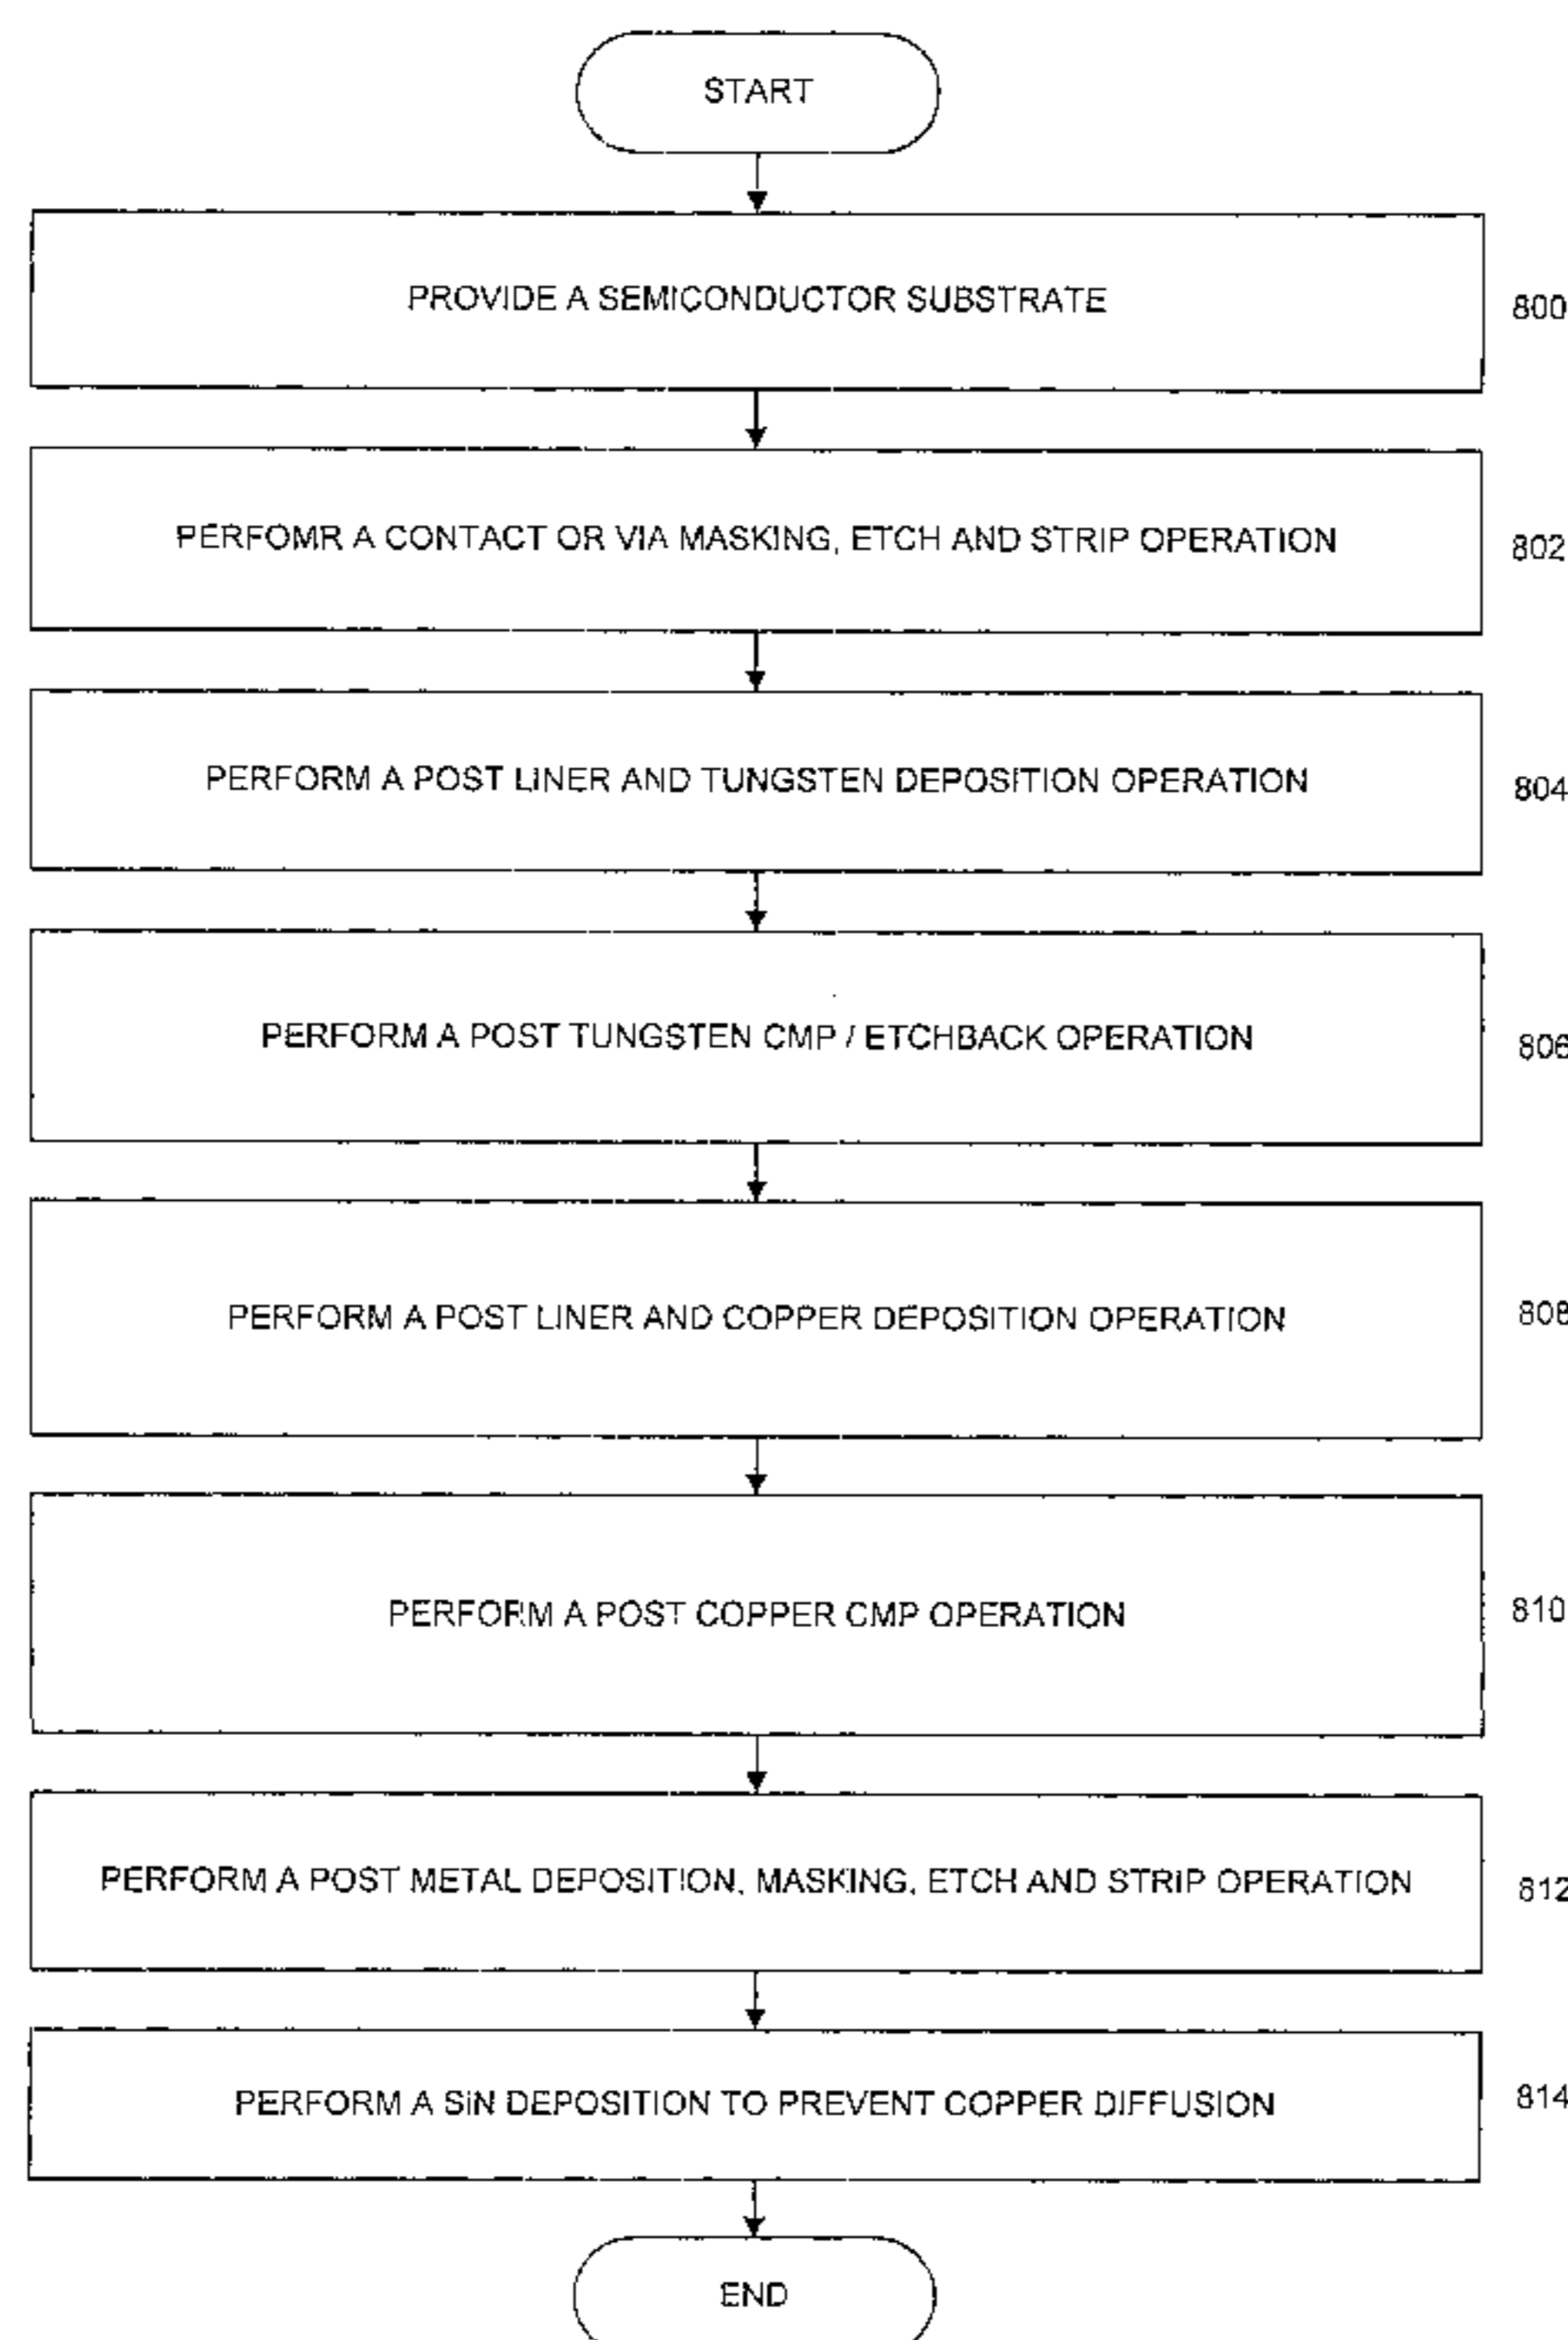 START
PROVIDE A SEMICONDUCTOR SUBSTRATE
800
PERFOMR A CONTACT OR VIA MASKING, ETCH AND STRIP OPERATION
802
PERFORM A POST LINER AND TUNGSTEN DEPOSITION OPERATION
804
PERFORM A POST TUNGSTEN CMP / ETCHBACK OPERATION
806
PERFORM A POST LINER AND COPPER DEPOSITION OPERATION
808
PERFORM A POST COPPER CMP OPERATION
810
PERFORM A POST METAL DEPOSITION, MASKING, ETCH AND STRIP OPERATION
812
PERFORM A SiN DEPOSITION TO PREVENT COPPER DIFFUSION
814
END